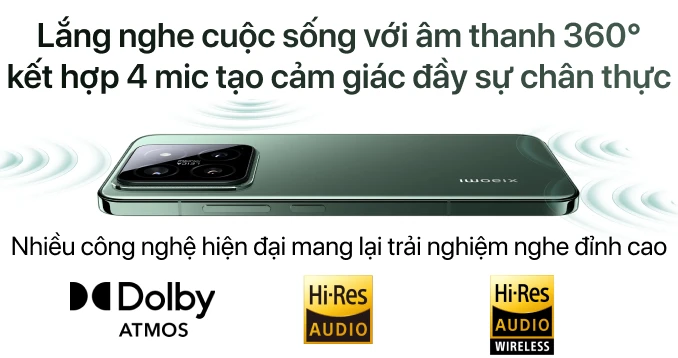 Lắng nghe cuộc sống với âm thanh 360°
kết hợp 4 mic tạo cảm giác đầy sự chân thực
LEICA
xiaomi
Nhiều công nghệ hiện đại mang lại trải nghiệm nghe đỉnh cao
Dolby
ATMOS
Hi-Res
AUDIO
Hi-Res
AUDIO
WIRELESS